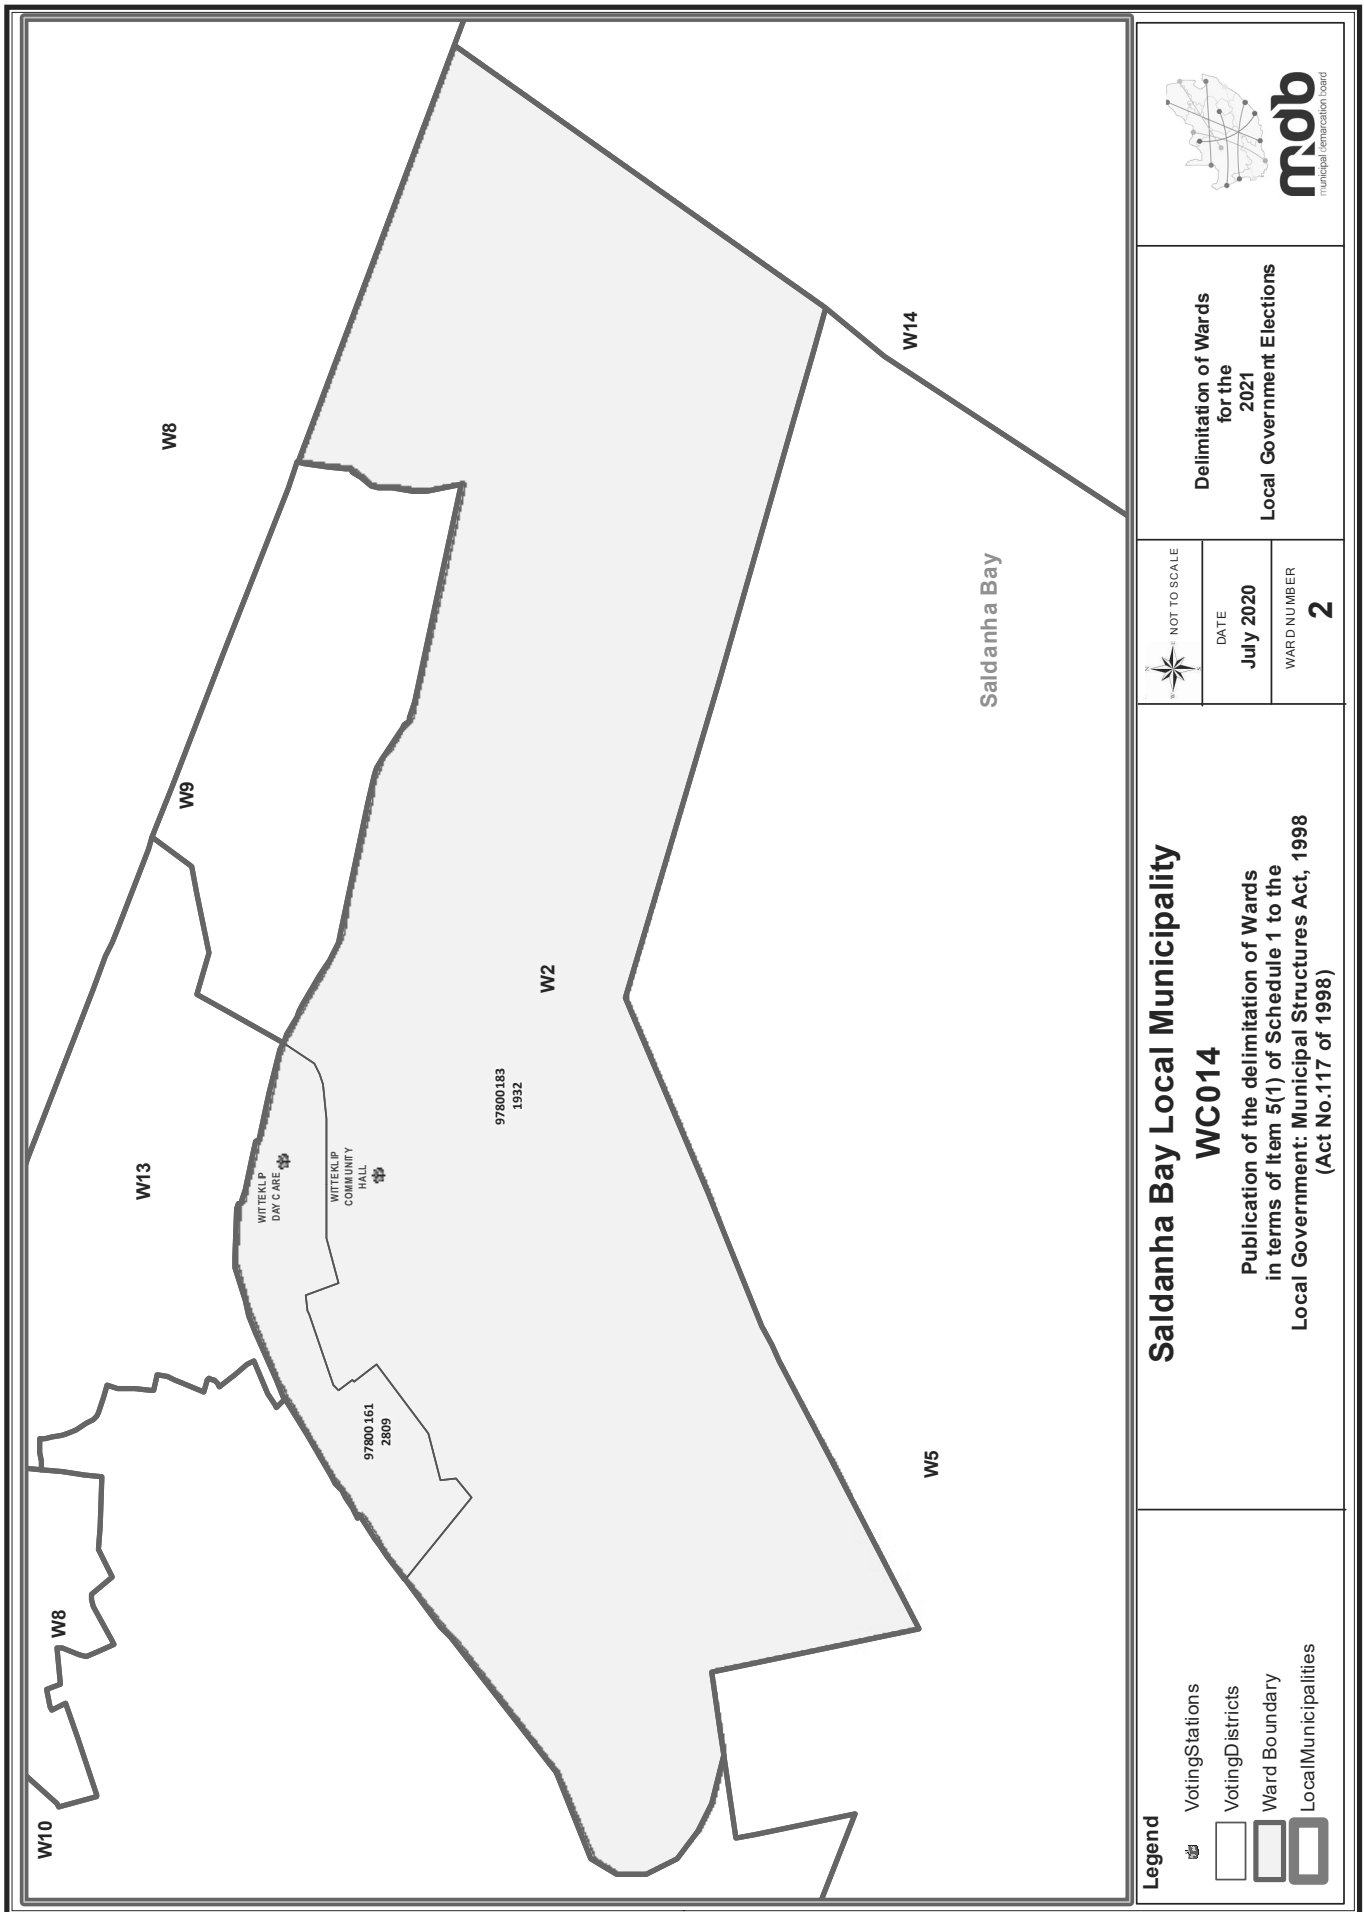 W10
W8
W13
W9
W8
WITTEKLIP
DAY CARE
WITTEKLIP
COMMUNITY
HALL
97800161
2809
97800183
1932
W2
W5
W14
Saldanha Bay
Legend
VotingStations
VotingDistricts
Ward Boundary
LocalMunicipalities
Saldanha Bay Local Municipality
WC014
Publication of the delimitation of Wards
in terms of Item 5(1) of Schedule 1 to the
Local Government: Municipal Structures Act, 1998
(Act No.117 of 1998)
N
W
E
S
NOT TO SCALE
DATE
July 2020
WARD NUMBER
2
Delimitation of Wards
for the
2021
Local Government Elections
mdb
municipal demarcation board